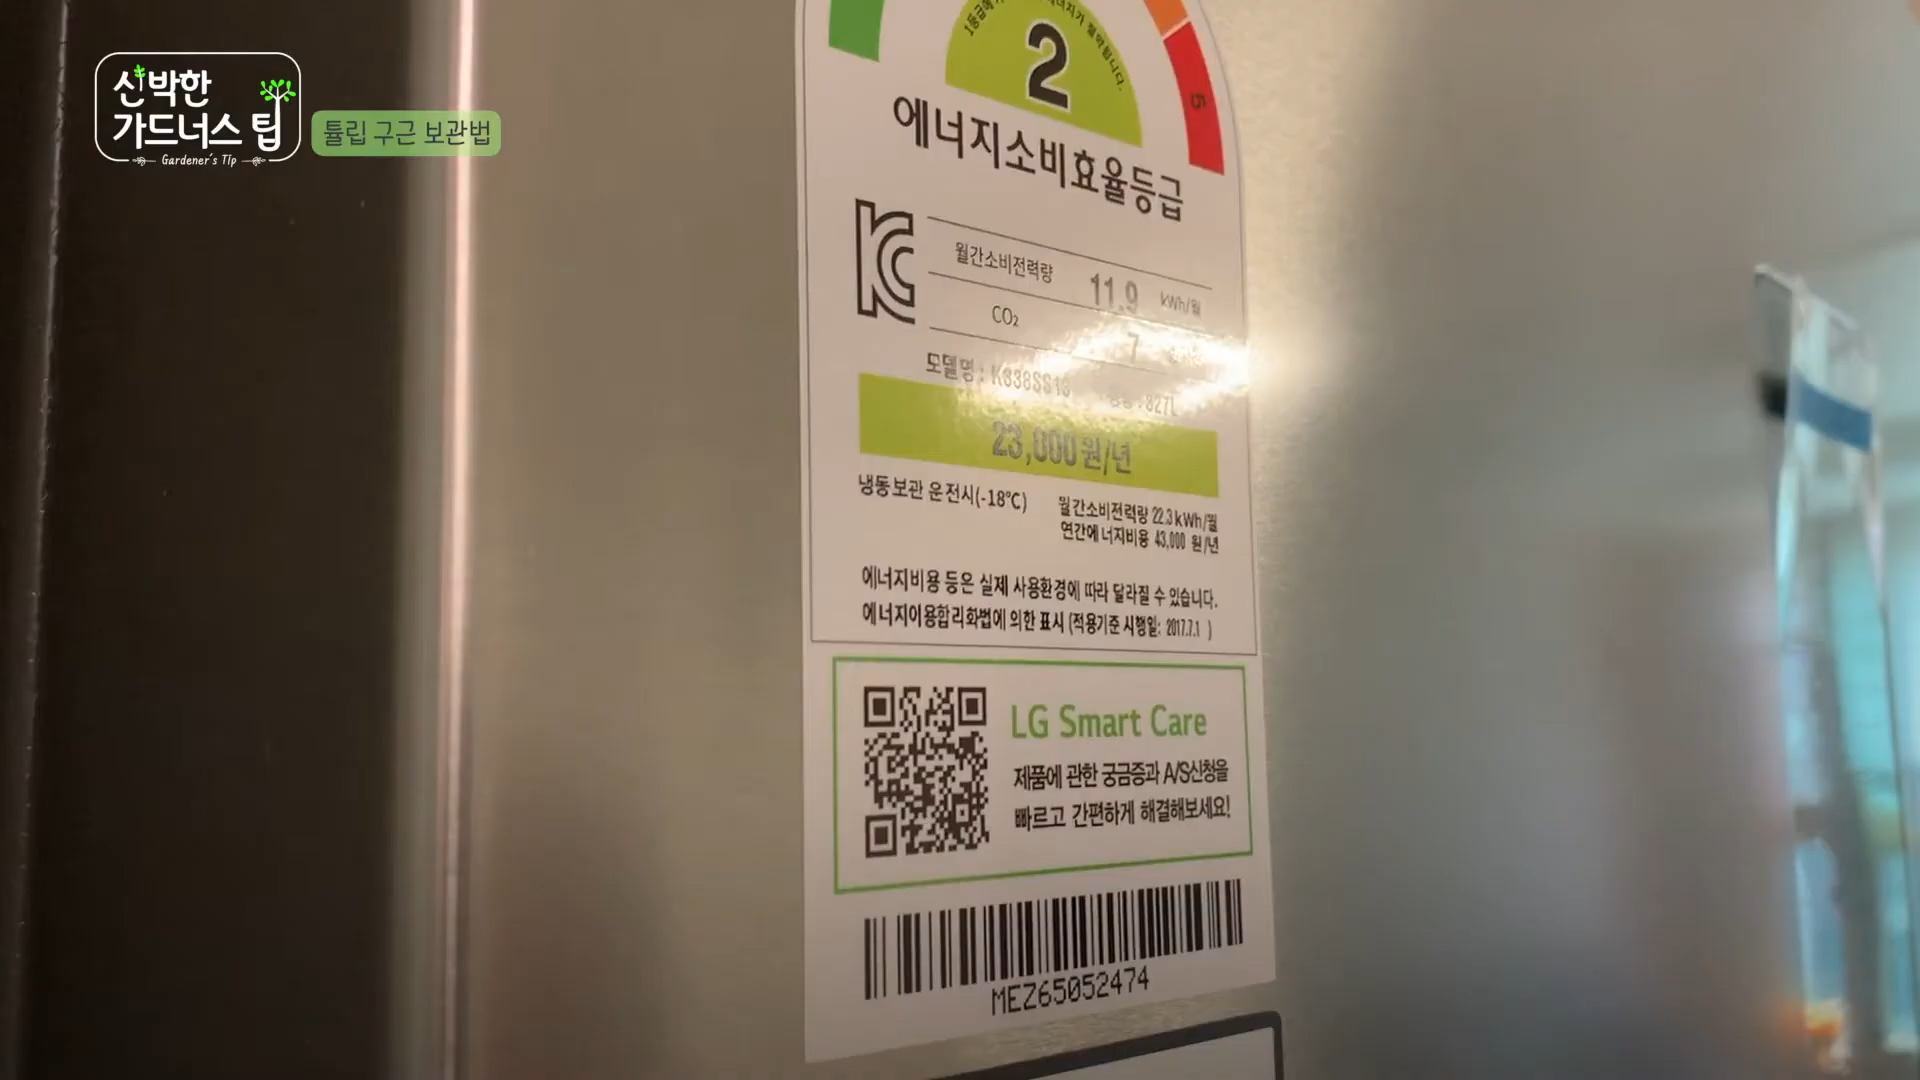 신박한
가드너스 팁
Gardener's Tip
튤립 구근 보관법
2
5
에너지소비효율등급
월간소비전력량 11.9 kWh/월
CO₂ 7
모델명 : K338SS13 327L
23,000 원/년
냉동보관 운전시(-18℃)
월간소비전력량 22.3 kWh/월
연간에너지비용 43,000 원/년
에너지비용 등은 실제 사용환경에 따라 달라질 수 있습니다.
에너지이용합리화법에 의한 표시 (적용기준 시행일: 2017.7.1 )
LG Smart Care
제품에 관한 궁금증과 A/S신청을
빠르고 간편하게 해결해보세요!
MEZ65052474